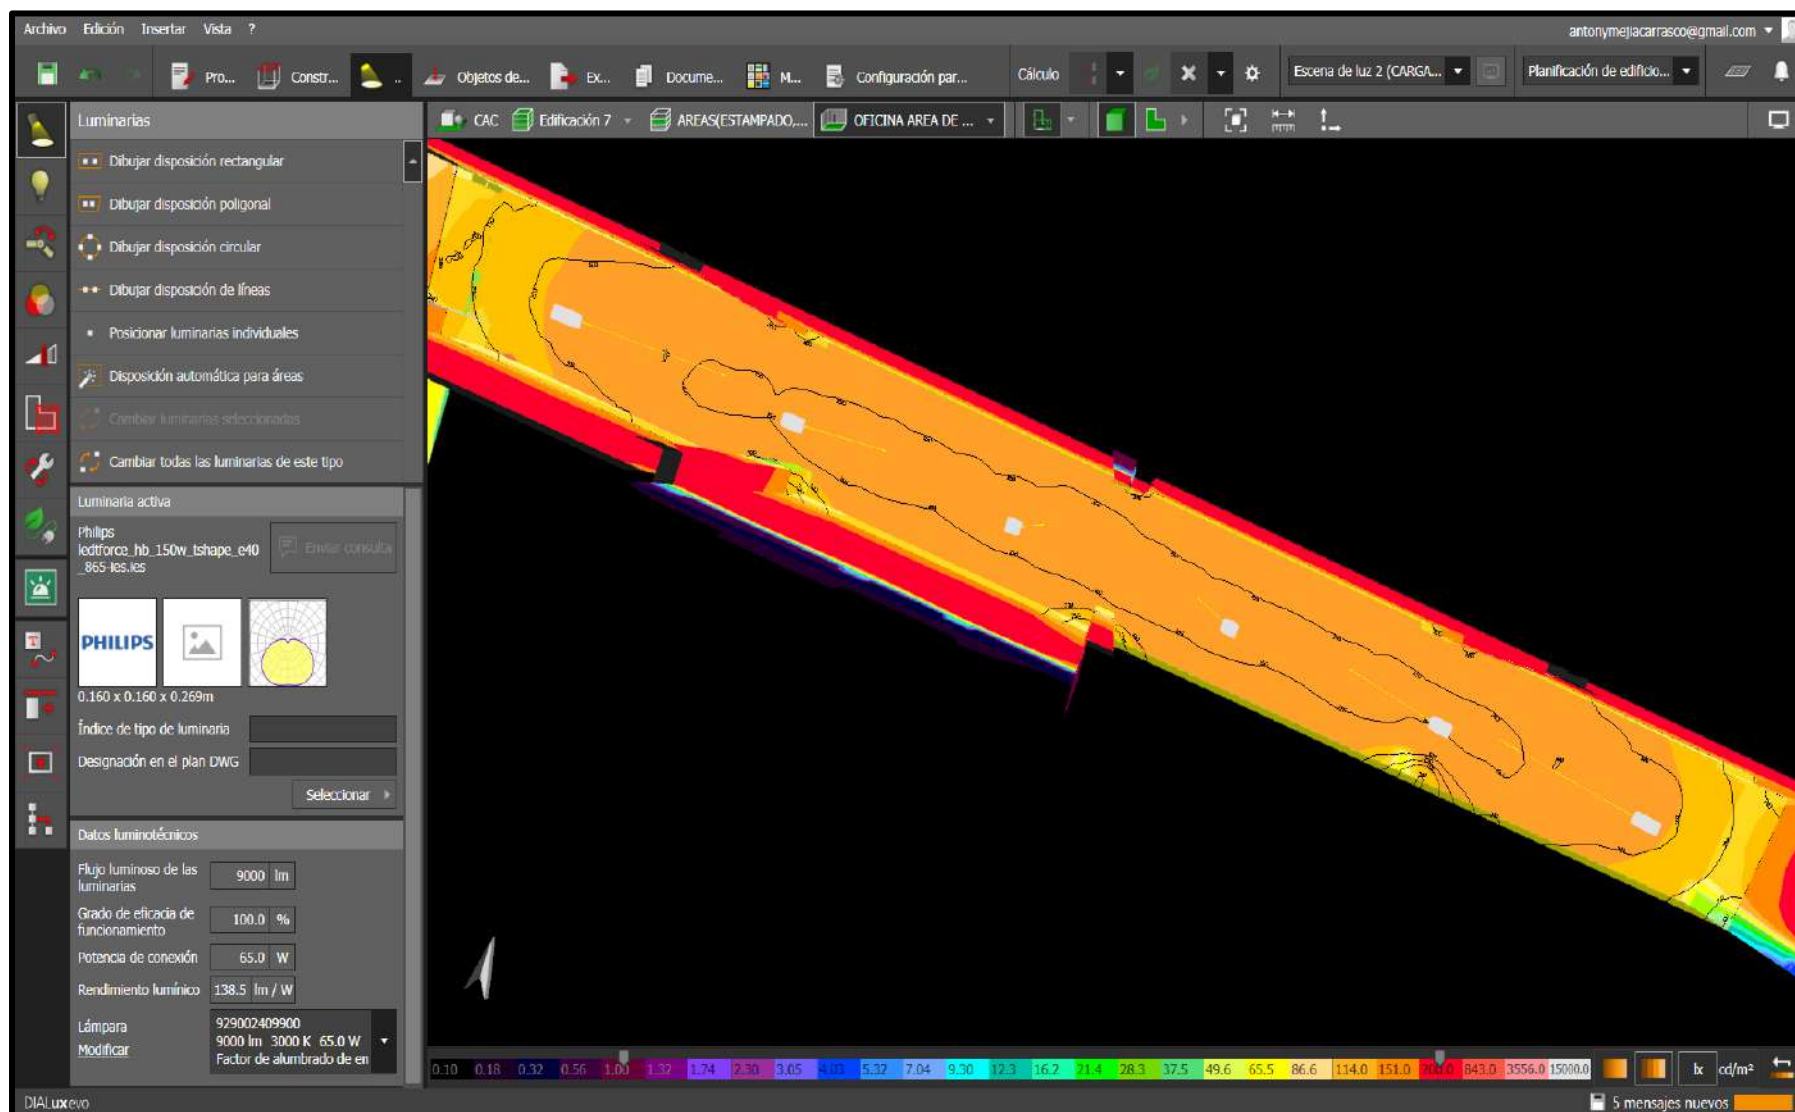 Archivo Edición Insertar Vista ?
antonymejiacarrasco@gmail.com
Pro... Constr... .. Objetos de... Ex... Docume... M... Configuración par... Cálculo Escena de luz 2 (CARGA... Planificación de edificio...
Luminarias
CAC Edificación 7 AREAS(ESTAMPADO,... OFICINA AREA DE ...
Dibujar disposición rectangular
Dibujar disposición poligonal
Dibujar disposición circular
Dibujar disposición de líneas
Posicionar luminarias individuales
Disposición automática para áreas
Cambiar luminarias seleccionadas
Cambiar todas las luminarias de este tipo
Luminaria activa
Philips
ledtforce_hb_150w_tshape_e40
_865-ies.ies
Enviar consulta
PHILIPS
0.160 x 0.160 x 0.269m
Índice de tipo de luminaria
Designación en el plan DWG
Seleccionar
Datos luminotécnicos
Flujo luminoso de las
luminarias
9000 lm
Grado de eficacia de
funcionamiento
100.0 %
Potencia de conexión 65.0 W
Rendimiento lumínico 138.5 lm / W
Lámpara
Modificar
929002409900
9000 lm 3000 K 65.0 W
Factor de alumbrado de en
0.10 0.18 0.32 0.56 1.00 1.32 1.74 2.30 3.05 4.03 5.32 7.04 9.30 12.3 16.2 21.4 28.3 37.5 49.6 65.5 86.6 114.0 151.0 200.0 843.0 3556.0 15000.0 lx cd/m²
DIALux evo
5 mensajes nuevos